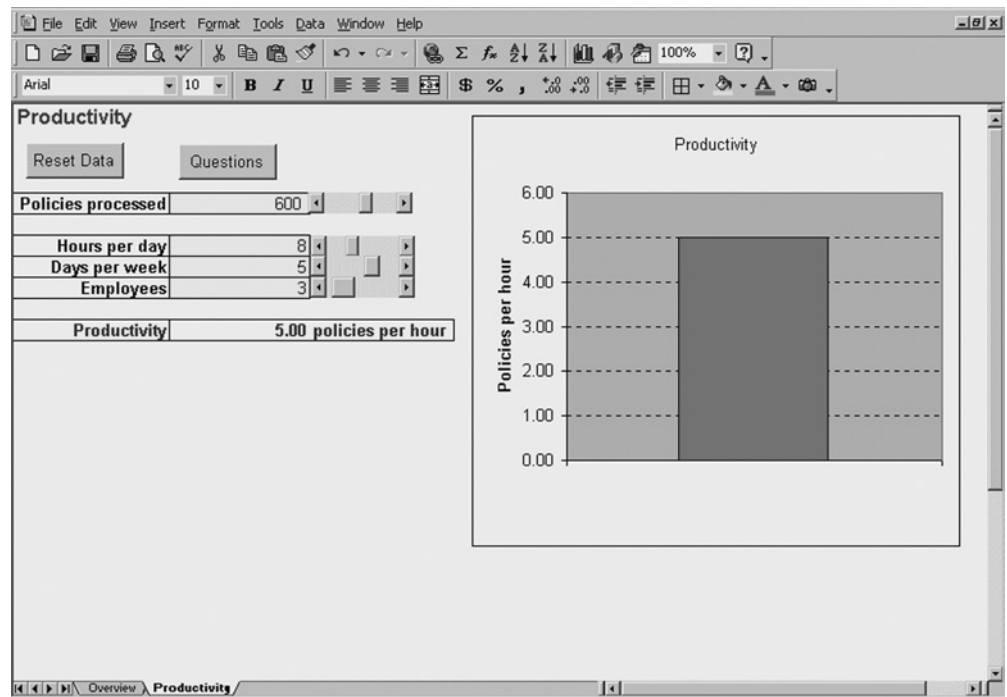 File Edit View Insert Format Tools Data Window Help
100%
Arial 10 B I U $ % , .00 .0
Productivity
Reset Data Questions
Policies processed 600
Hours per day 8
Days per week 5
Employees 3
Productivity 5.00 policies per hour
Productivity
Policies per hour
6.00
5.00
4.00
3.00
2.00
1.00
0.00
Overview Productivity